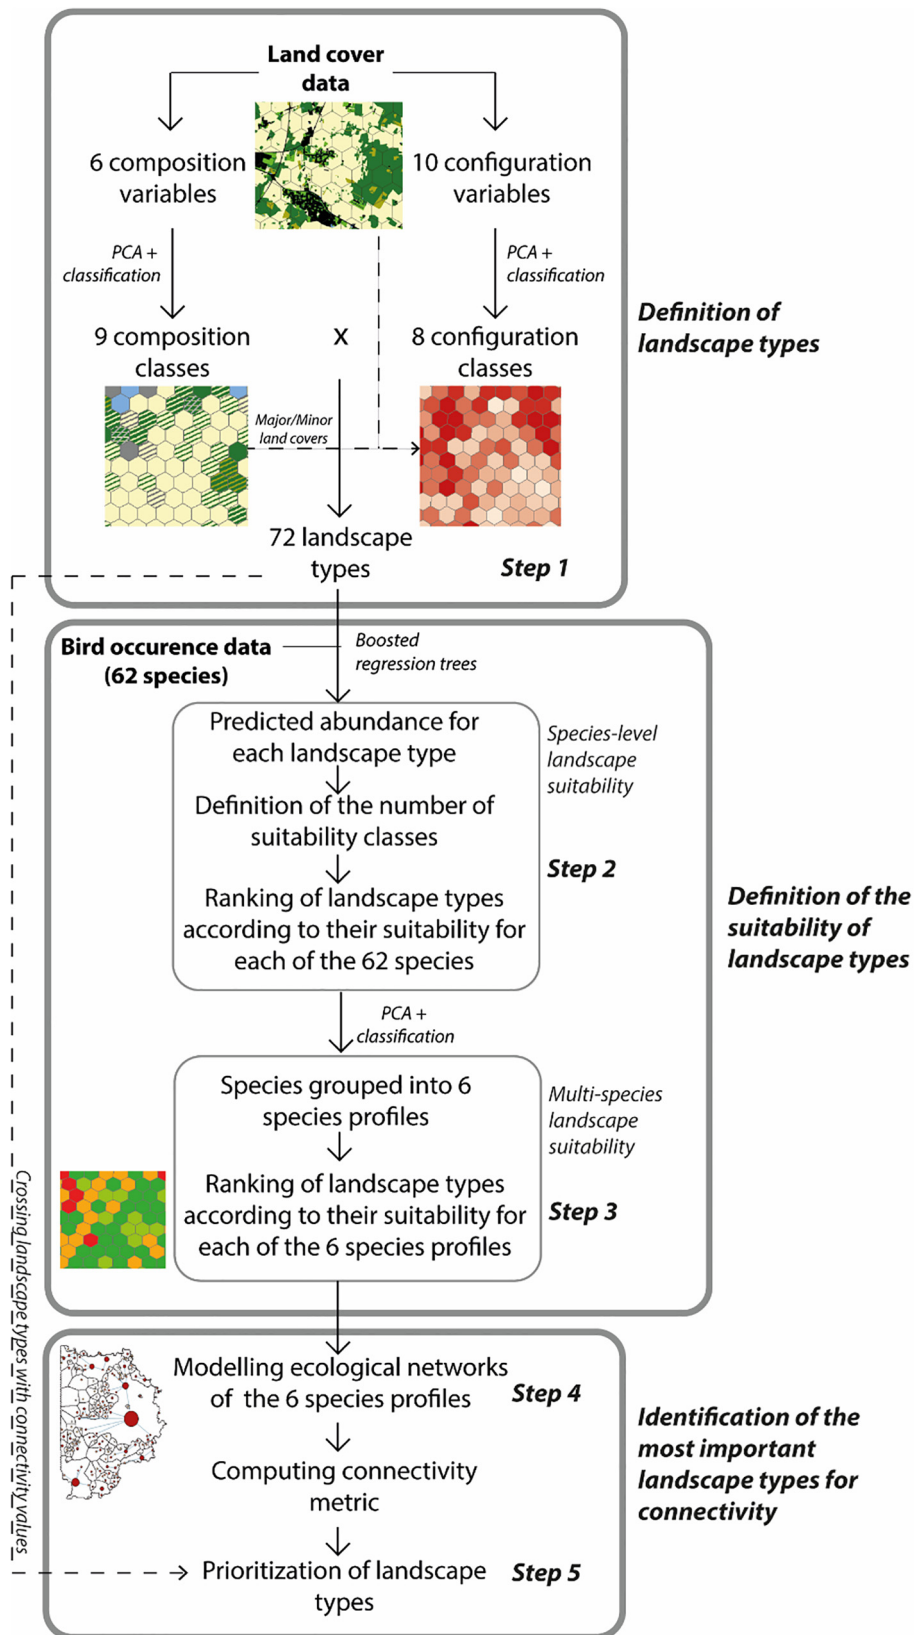 Land cover
data
6 composition
variables
10 configuration
variables
PCA +
classification
PCA +
classification
9 composition
classes
x
8 configuration
classes
Definition of
landscape types
Major/Minor
land covers
72 landscape
types
Step 1
Bird occurence data
(62 species)
Boosted
regression trees
Predicted abundance for
each landscape type
Species-level
landscape
suitability
Definition of the number of
suitability classes
Step 2
Ranking of landscape types
according to their suitability for
each of the 62 species
Definition of the
suitability of
landscape types
PCA +
classification
Species grouped into 6
species profiles
Multi-species
landscape
suitability
Ranking of landscape types
according to their suitability for
each of the 6 species profiles
Step 3
Crossing landscape types with connectivity values
Modelling ecological networks
of the 6 species profiles
Step 4
Identification of the
most important
landscape types for
connectivity
Computing connectivity
metric
Prioritization of landscape
types
Step 5